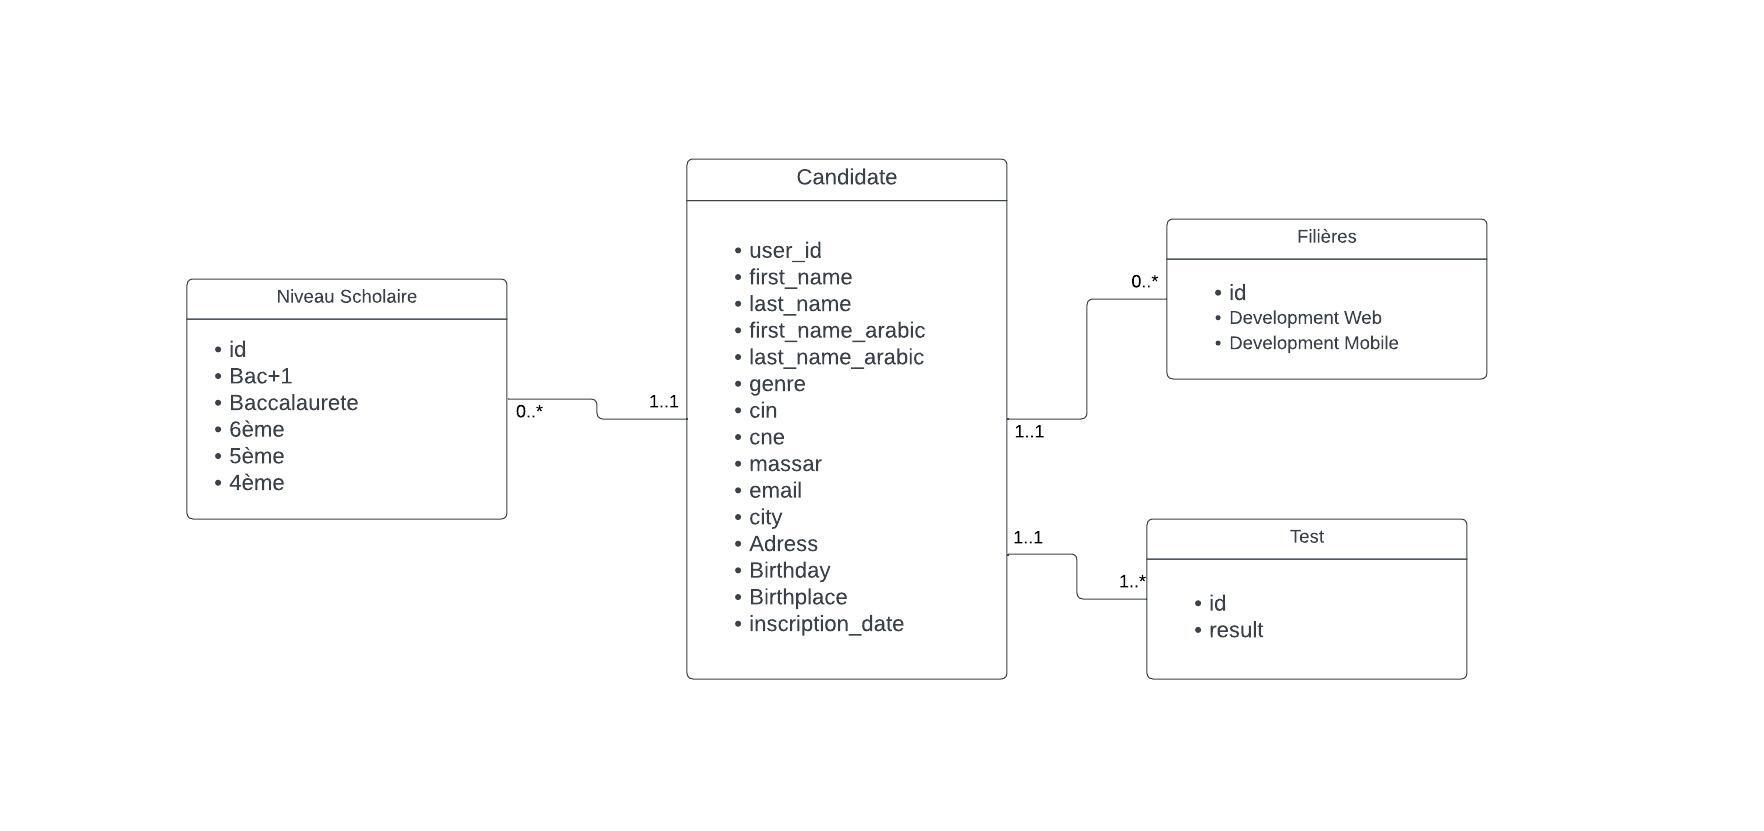 Candidate
• user_id
• first_name
• last_name
• first_name_arabic
• last_name_arabic
• genre
• cin
• cne
• massar
• email
• city
• Adress
• Birthday
• Birthplace
• inscription_date
Niveau Scholaire
• id
• Bac+1
• Baccalaurete
• 6ème
• 5ème
• 4ème
0..*
1..1
Filières
• id
• Development Web
• Development Mobile
0..*
1..1
Test
• id
• result
1..1
1..*